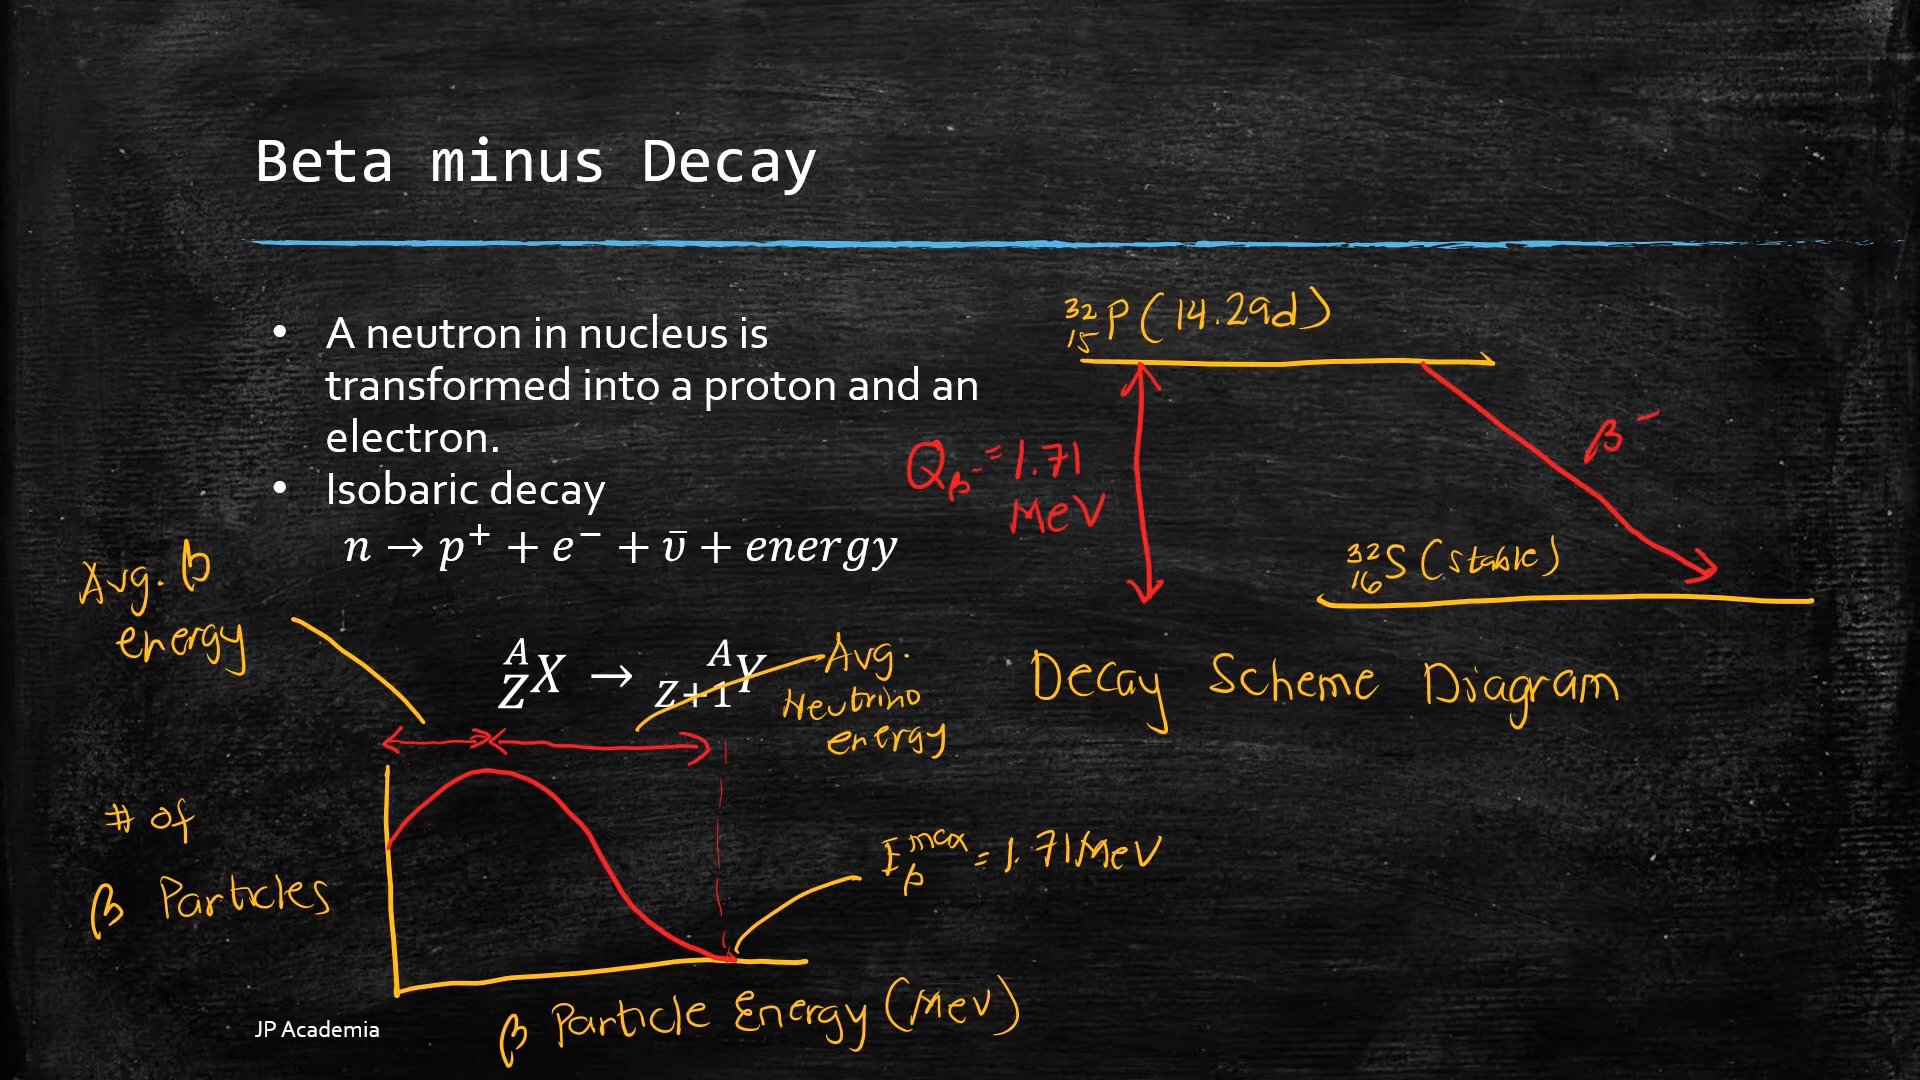 Beta minus Decay
• A neutron in nucleus is
transformed into a proton and an
electron.
• Isobaric decay
n → p⁺ + e⁻ + ῡ + energy
ᴬ_Z X → ᴬ_Z+1 Y
³²₁₅P (14.29d)
Q_β⁻ = 1.71
MeV
β⁻
³²₁₆S (stable)
Decay Scheme Diagram
Avg. β
energy
Avg.
Neutrino
energy
# of
β Particles
E_β^max = 1.71 MeV
β Particle Energy (MeV)
JP Academia